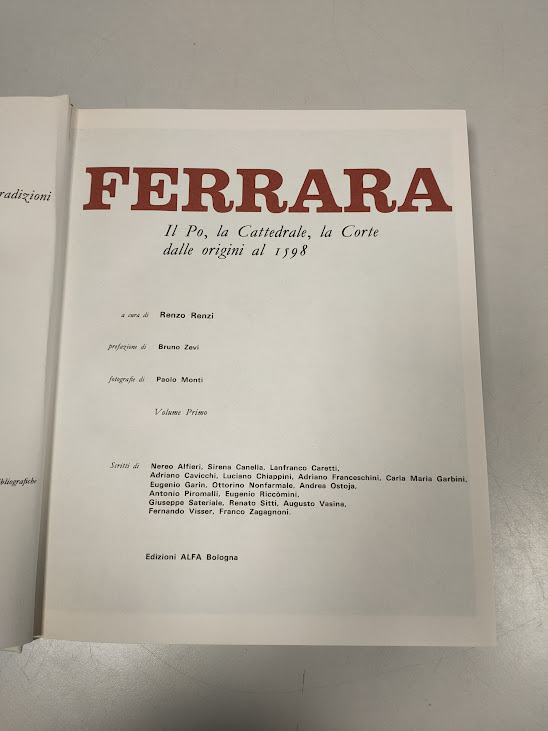 radizioni
bliografiche
FERRARA
Il Po, la Cattedrale, la Corte
dalle origini al 1598
a cura di Renzo Renzi
prefazione di Bruno Zevi
fotografie di Paolo Monti
Volume Primo
Scritti di Nereo Alfieri, Sirena Canella, Lanfranco Caretti,
Adriano Cavicchi, Luciano Chiappini, Adriano Franceschini, Carla Maria Garbini,
Eugenio Garin, Ottorino Nonfarmale, Andrea Ostoja,
Antonio Piromalli, Eugenio Riccòmini,
Giuseppe Sateriale, Renato Sitti, Augusto Vasina,
Fernando Visser, Franco Zagagnoni.
Edizioni ALFA Bologna